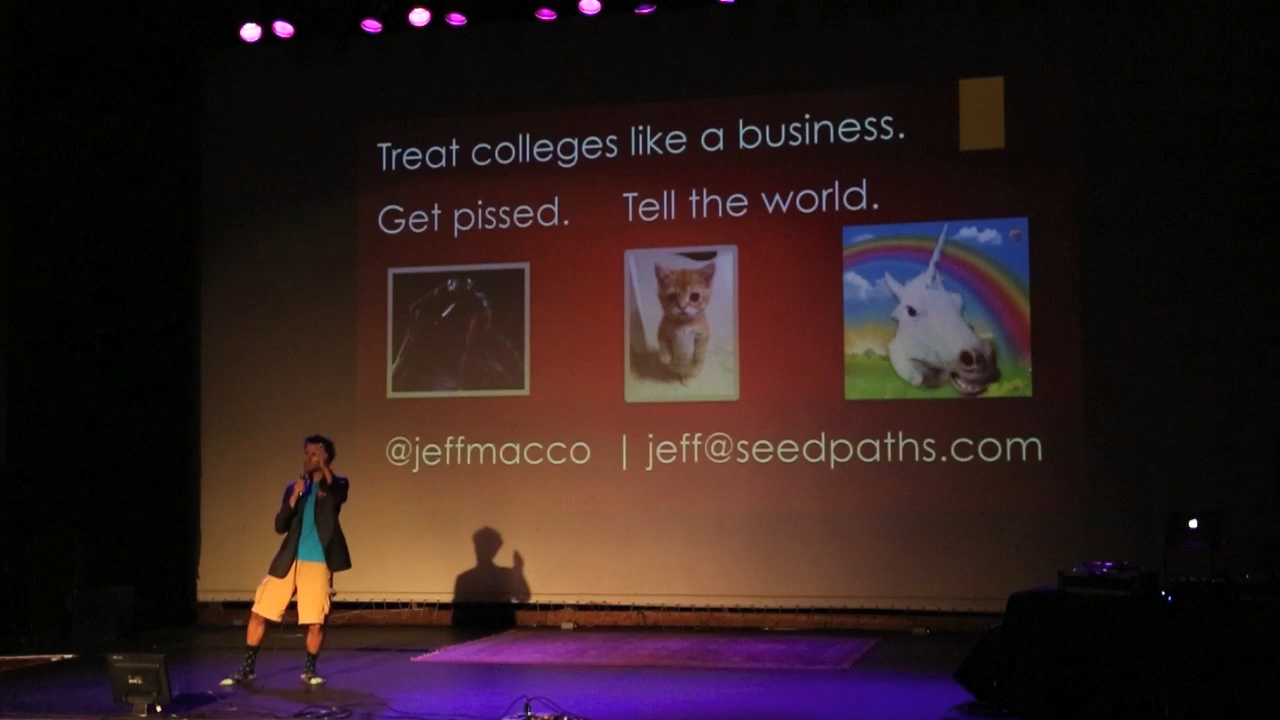 Treat colleges like a business.
Get pissed. Tell the world.
@jeffmacco | jeff@seedpaths.com